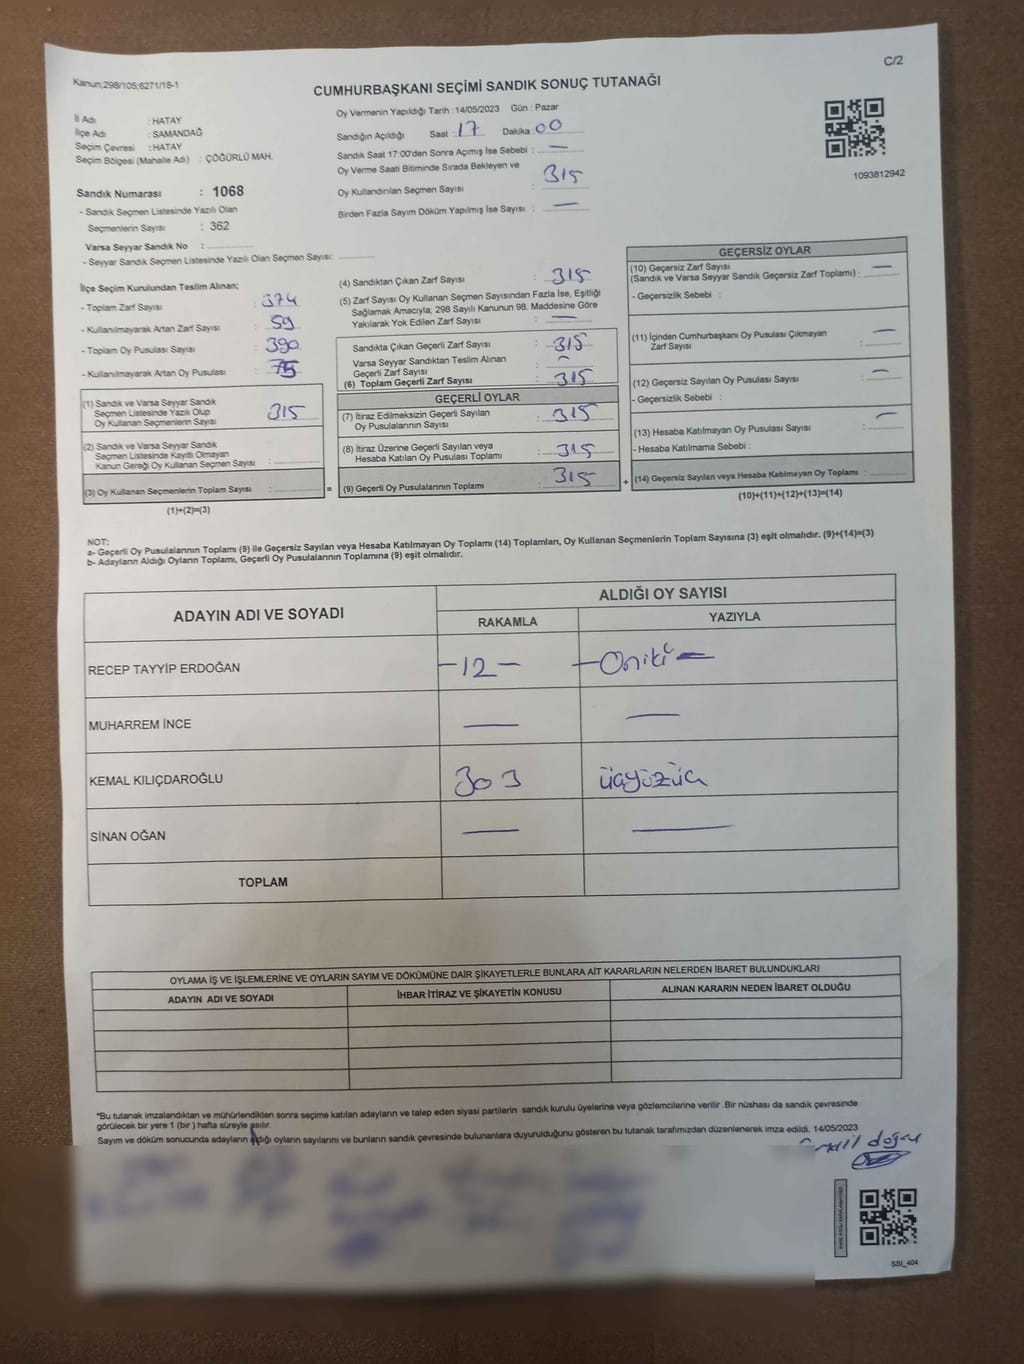 Kanun;298/105;6271/18-1
C/2
CUMHURBAŞKANI SEÇİMİ SANDIK SONUÇ TUTANAĞI
İl Adı : HATAY
İlçe Adı : SAMANDAĞ
Seçim Çevresi : HATAY
Seçim Bölgesi (Mahalle Adı) : ÇÖĞÜRLÜ MAH.
Sandık Numarası : 1068
- Sandık Seçmen Listesinde Yazılı Olan
Seçmenlerin Sayısı : 362
Varsa Seyyar Sandık No :
- Seyyar Sandık Seçmen Listesinde Yazılı Olan Seçmen Sayısı:
Oy Vermenin Yapıldığı Tarih : 14/05/2023 Gün : Pazar
Sandığın Açıldığı Saat : 17 Dakika : 00
Sandık Saat 17:00'den Sonra Açımış İse Sebebi : —
Oy Verme Saati Bitiminde Sırada Bekleyen ve
Oy Kullandırılan Seçmen Sayısı : 315
Birden Fazla Sayım Döküm Yapılmış İse Sayısı : —
1093812942
İlçe Seçim Kurulundan Teslim Alınan;
- Toplam Zarf Sayısı : 374
- Kullanılmayarak Artan Zarf Sayısı : 59
- Toplam Oy Pusulası Sayısı : 390
- Kullanılmayarak Artan Oy Pusulası : 75
(1) Sandık ve Varsa Seyyar Sandık
Seçmen Listesinde Yazılı Olup
Oy Kullanan Seçmenlerin Sayısı : 315
(2) Sandık ve Varsa Seyyar Sandık
Seçmen Listesinde Kayıtlı Olmayan
Kanun Gereği Oy Kullanan Seçmen Sayısı :
(3) Oy Kullanan Seçmenlerin Toplam Sayısı :
(1)+(2)=(3)
(4) Sandıktan Çıkan Zarf Sayısı : 315
(5) Zarf Sayısı Oy Kullanan Seçmen Sayısından Fazla İse, Eşitliği
Sağlamak Amacıyla; 298 Sayılı Kanunun 98. Maddesine Göre
Yakılarak Yok Edilen Zarf Sayısı : —
Sandıkta Çıkan Geçerli Zarf Sayısı : 315
Varsa Seyyar Sandıktan Teslim Alınan
Geçerli Zarf Sayısı : —
(6) Toplam Geçerli Zarf Sayısı : 315
GEÇERLİ OYLAR
(7) İtiraz Edilmeksizin Geçerli Sayılan
Oy Pusulalarının Sayısı : 315
(8) İtiraz Üzerine Geçerli Sayılan veya
Hesaba Katılan Oy Pusulası Toplamı : 315
= (9) Geçerli Oy Pusulalarının Toplamı : 315 +
GEÇERSİZ OYLAR
(10) Geçersiz Zarf Sayısı
(Sandık ve Varsa Seyyar Sandık Geçersiz Zarf Toplamı) : —
- Geçersizlik Sebebi :
(11) İçinden Cumhurbaşkanı Oy Pusulası Çıkmayan
Zarf Sayısı : —
(12) Geçersiz Sayılan Oy Pusulası Sayısı : —
- Geçersizlik Sebebi :
(13) Hesaba Katılmayan Oy Pusulası Sayısı : —
- Hesaba Katılmama Sebebi :
(14) Geçersiz Sayılan veya Hesaba Katılmayan Oy Toplamı :
(10)+(11)+(12)+(13)=(14)
NOT:
a- Geçerli Oy Pusulalarının Toplamı (9) ile Geçersiz Sayılan veya Hesaba Katılmayan Oy Toplamı (14) Toplamları, Oy Kullanan Seçmenlerin Toplam Sayısına (3) eşit olmalıdır. (9)+(14)=(3)
b- Adayların Aldığı Oyların Toplamı, Geçerli Oy Pusulalarının Toplamına (9) eşit olmalıdır.
ADAYIN ADI VE SOYADI ALDIĞI OY SAYISI
RAKAMLA YAZIYLA
RECEP TAYYİP ERDOĞAN -12- -Oniki-
MUHARREM İNCE — —
KEMAL KILIÇDAROĞLU 303 üçyüzüç
SİNAN OĞAN — —
TOPLAM
OYLAMA İŞ VE İŞLEMLERİNE VE OYLARIN SAYIM VE DÖKÜMÜNE DAİR ŞİKAYETLERLE BUNLARA AİT KARARLARIN NELERDEN İBARET BULUNDUKLARI
ADAYIN ADI VE SOYADI İHBAR İTİRAZ VE ŞİKAYETİN KONUSU ALINAN KARARIN NEDEN İBARET OLDUĞU
*Bu tutanak imzalandıktan ve mühürlendikten sonra seçime katılan adayların ve talep eden siyasi partilerin sandık kurulu üyelerine veya gözlemcilerine verilir. Bir nüshası da sandık çevresinde
görülecek bir yere 1 (bir) hafta süreyle asılır.
Sayım ve döküm sonucunda adayların aldığı oyların sayılarını ve bunların sandık çevresinde bulunanlara duyurulduğunu gösteren bu tutanak tarafımızdan düzenlenerek imza edildi. 14/05/2023
SSI_404